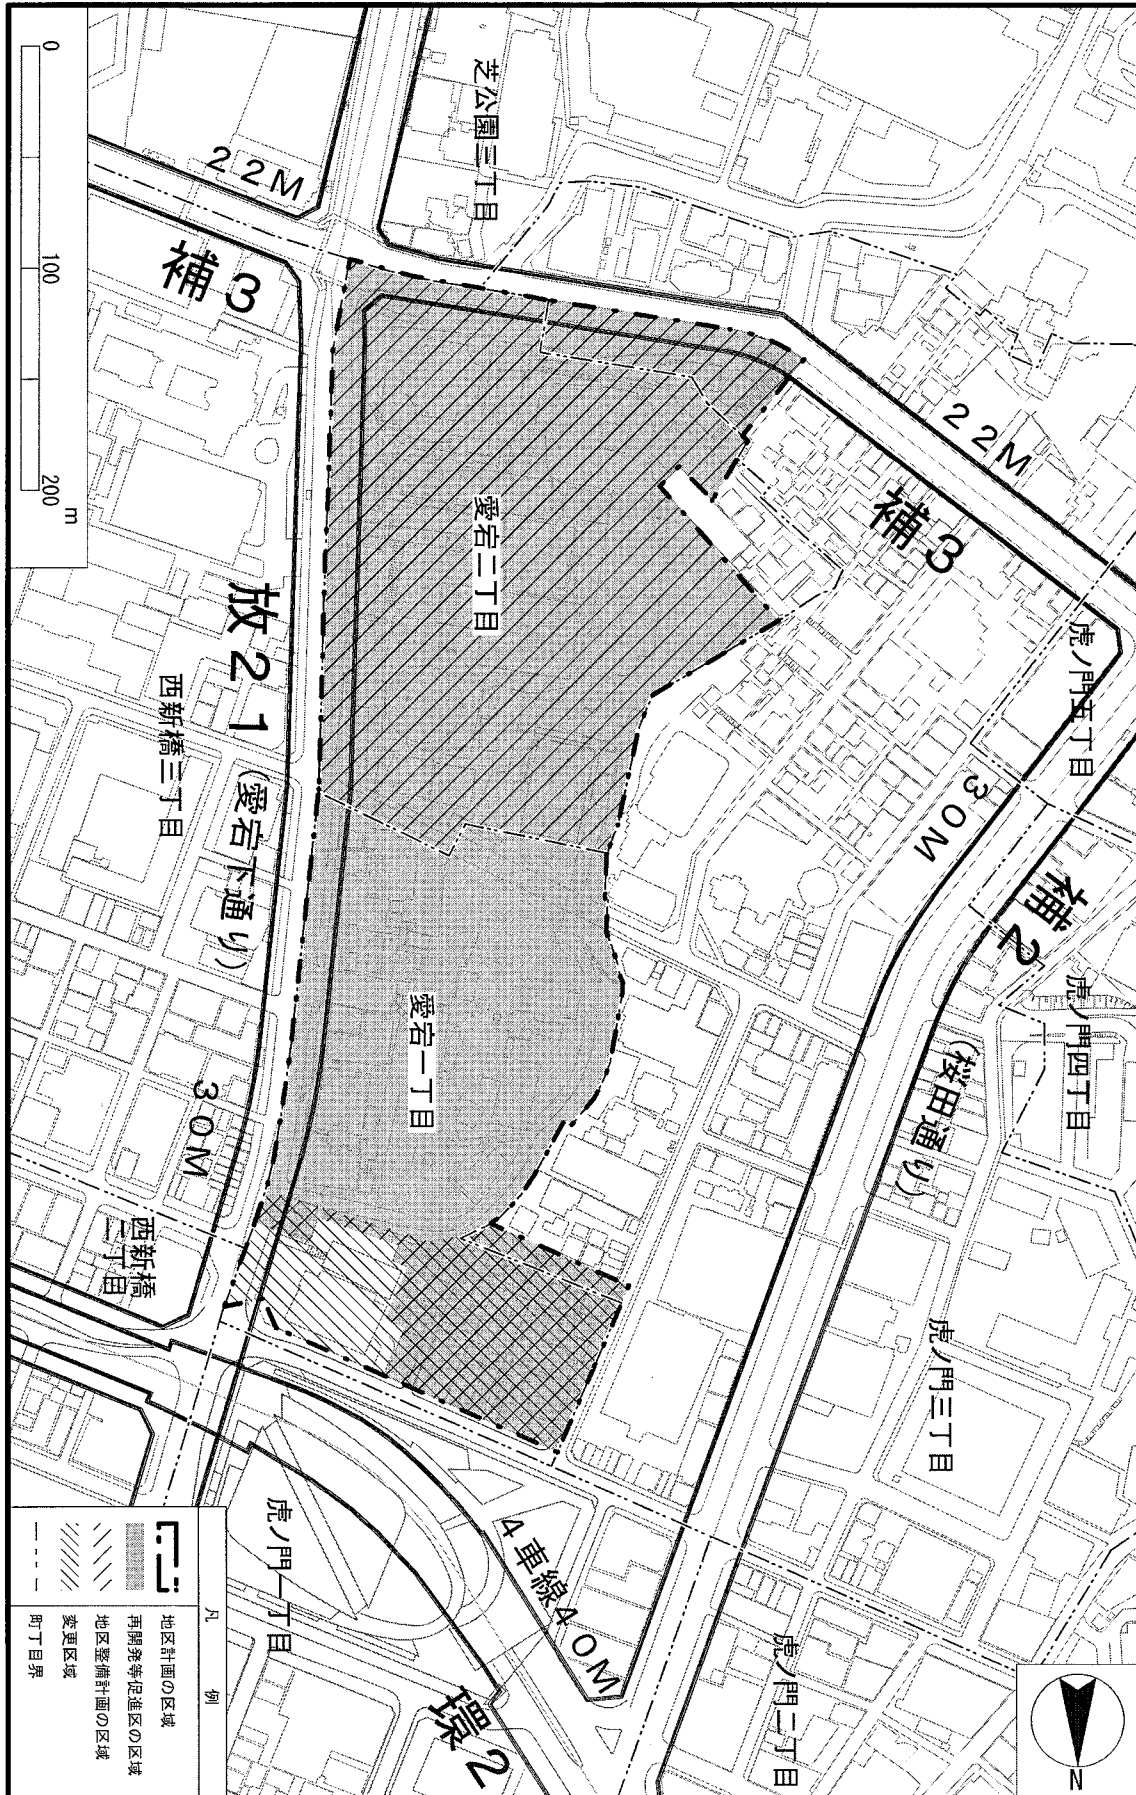 芝公園三丁目
22M
補3
0
100
200
m
22M
補3
虎ノ門五丁目
愛宕二丁目
放21
(愛宕下通り)
西新橋三丁目
30M
補2
虎ノ門四丁目
(桜田通り)
愛宕一丁目
30M
西新橋
二丁目
虎ノ門三丁目
虎ノ門一丁目
4車線40M
環2
虎ノ門二丁目
凡例
地区計画の区域
再開発等促進区の区域
地区整備計画の区域
変更区域
町丁目界
N